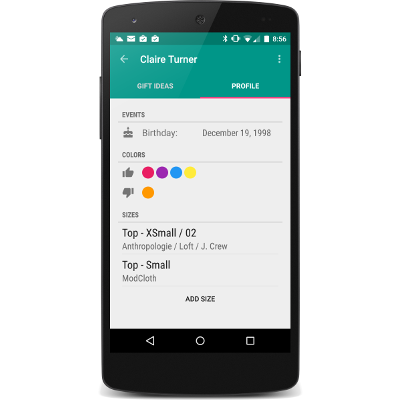 8:56
Claire Turner
GIFT IDEAS PROFILE
EVENTS
Birthday: December 19, 1998
COLORS
SIZES
Top - XSmall / 02
Anthropologie / Loft / J. Crew
Top - Small
ModCloth
ADD SIZE